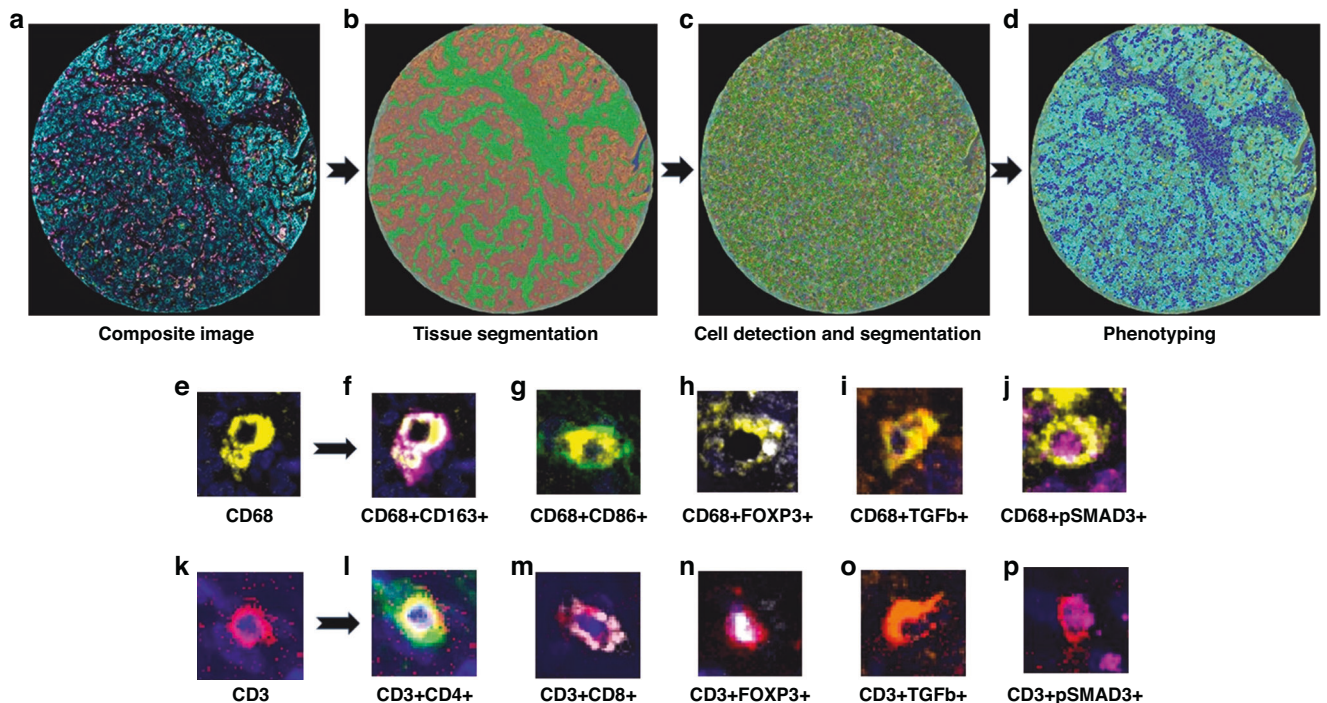 a b c d
Composite image Tissue segmentation Cell detection and segmentation Phenotyping
e f g h i j
CD68 CD68+CD163+ CD68+CD86+ CD68+FOXP3+ CD68+TGFb+ CD68+pSMAD3+
k l m n o p
CD3 CD3+CD4+ CD3+CD8+ CD3+FOXP3+ CD3+TGFb+ CD3+pSMAD3+